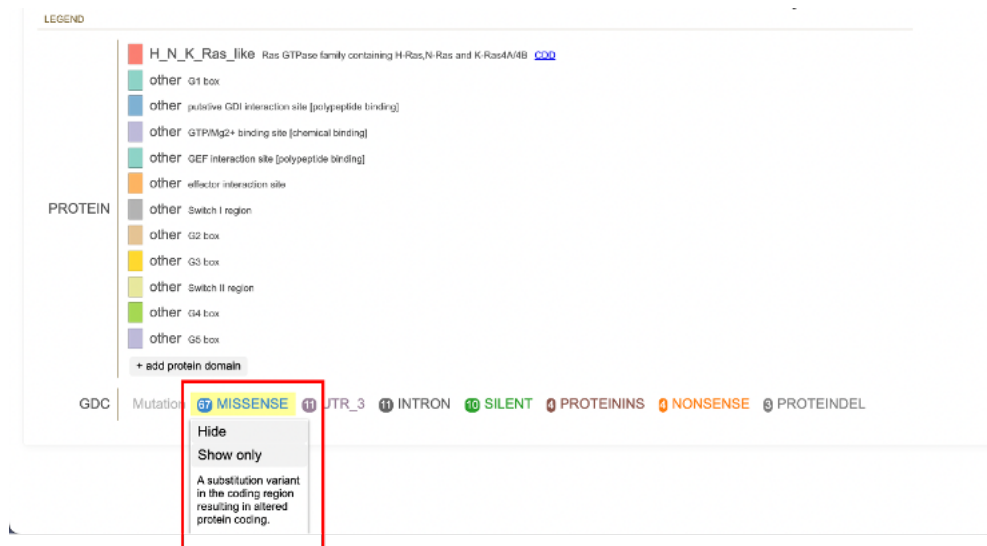 LEGEND
H_N_K_Ras_like Ras GTPase family containing H-Ras,N-Ras and K-Ras4A/4B CDD
other G1 box
other putative GDI interaction site [polypeptide binding]
other GTP/Mg2+ binding site [chemical binding]
other GEF interaction site [polypeptide binding]
other effector interaction site
PROTEIN
other Switch I region
other G2 box
other G3 box
other Switch II region
other G4 box
other G5 box
+ add protein domain
GDC Mutation 67 MISSENSE 11 UTR_3 11 INTRON 10 SILENT 4 PROTEININS 4 NONSENSE 3 PROTEINDEL
Hide
Show only
A substitution variant
in the coding region
resulting in altered
protein coding.